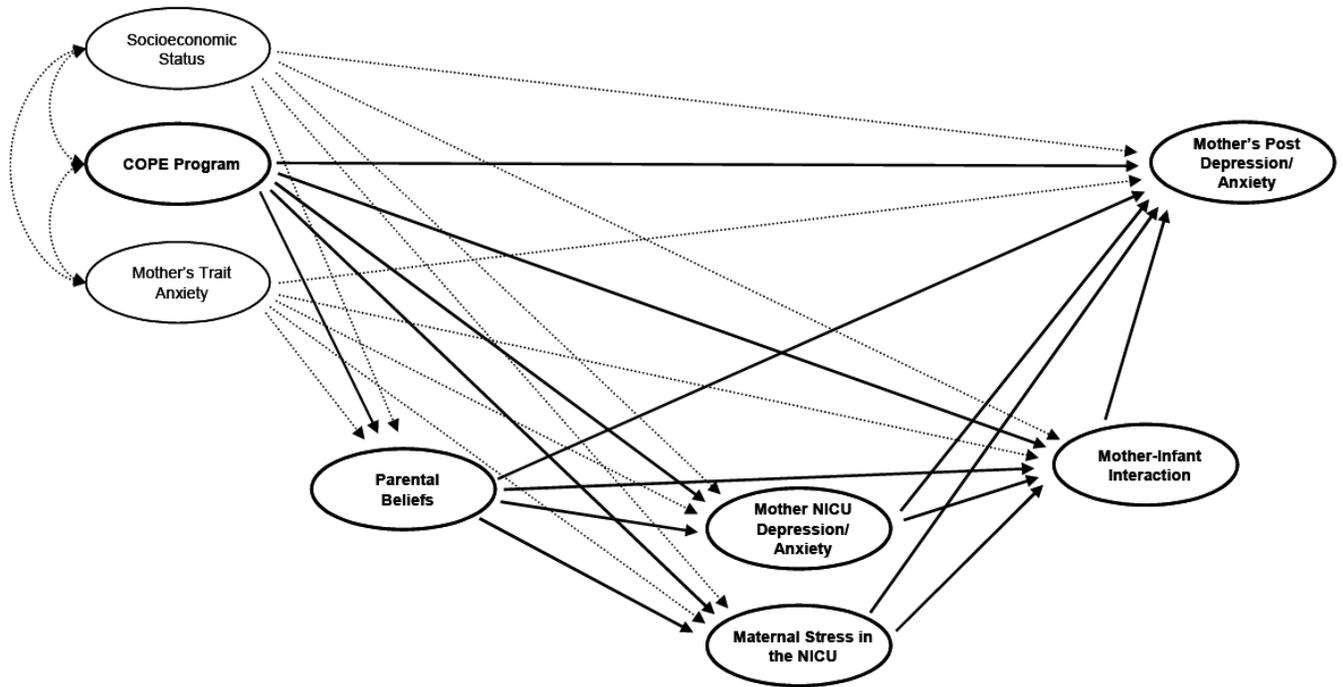 Socioeconomic
Status
COPE Program
Mother's Trait
Anxiety
Mother's Post
Depression/
Anxiety
Parental
Beliefs
Mother NICU
Depression/
Anxiety
Mother-Infant
Interaction
Maternal Stress in
the NICU